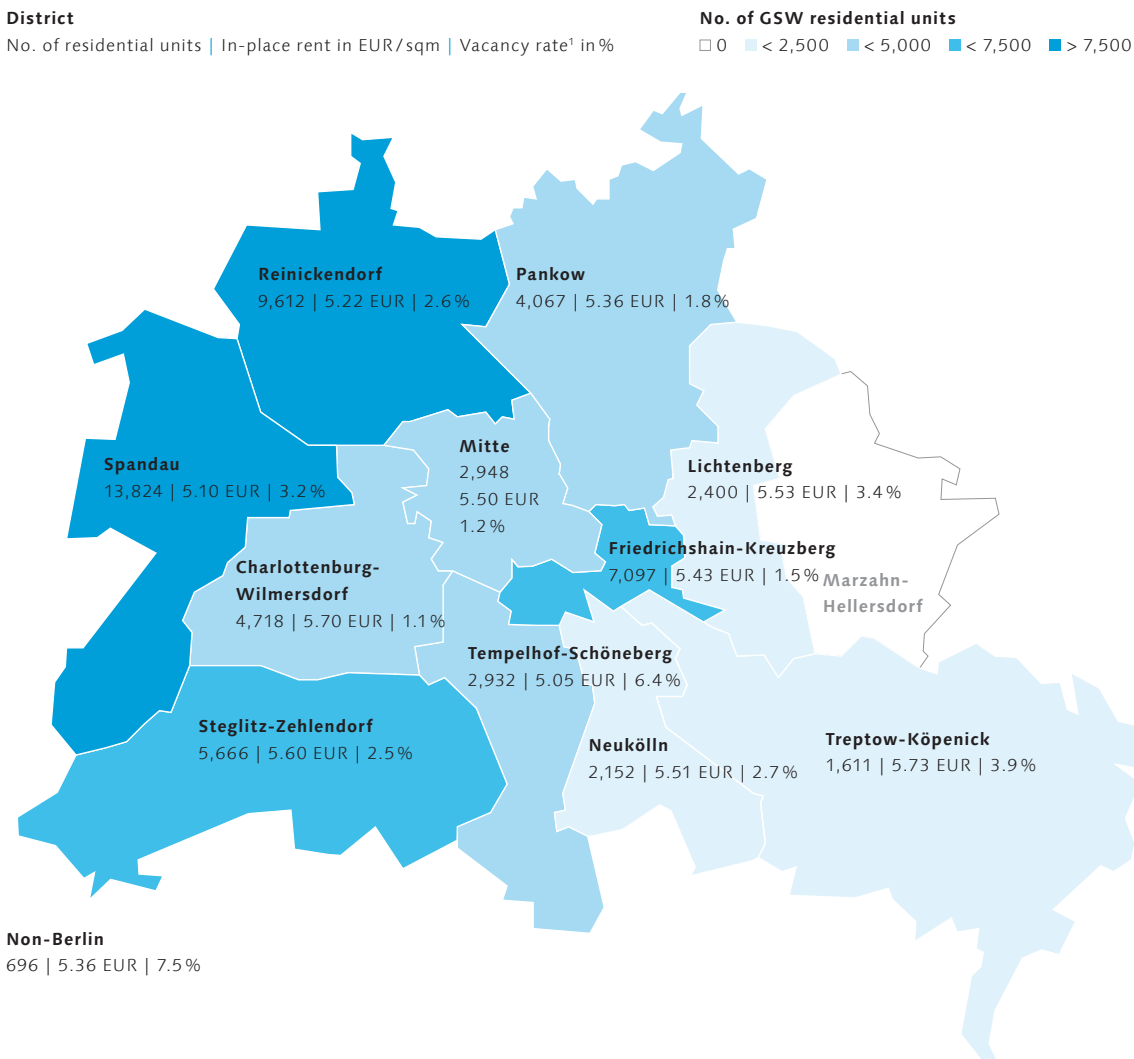 District
No. of residential units | In-place rent in EUR/sqm | Vacancy rate¹ in %
No. of GSW residential units
0 < 2,500 < 5,000 < 7,500 > 7,500
Reinickendorf
9,612 | 5.22 EUR | 2.6 %
Pankow
4,067 | 5.36 EUR | 1.8 %
Mitte
2,948
5.50 EUR
1.2 %
Spandau
13,824 | 5.10 EUR | 3.2 %
Lichtenberg
2,400 | 5.53 EUR | 3.4 %
Friedrichshain-Kreuzberg
7,097 | 5.43 EUR | 1.5 %
Marzahn-
Hellersdorf
Charlottenburg-
Wilmersdorf
4,718 | 5.70 EUR | 1.1 %
Tempelhof-Schöneberg
2,932 | 5.05 EUR | 6.4 %
Steglitz-Zehlendorf
5,666 | 5.60 EUR | 2.5 %
Neukölln
2,152 | 5.51 EUR | 2.7 %
Treptow-Köpenick
1,611 | 5.73 EUR | 3.9 %
Non-Berlin
696 | 5.36 EUR | 7.5 %